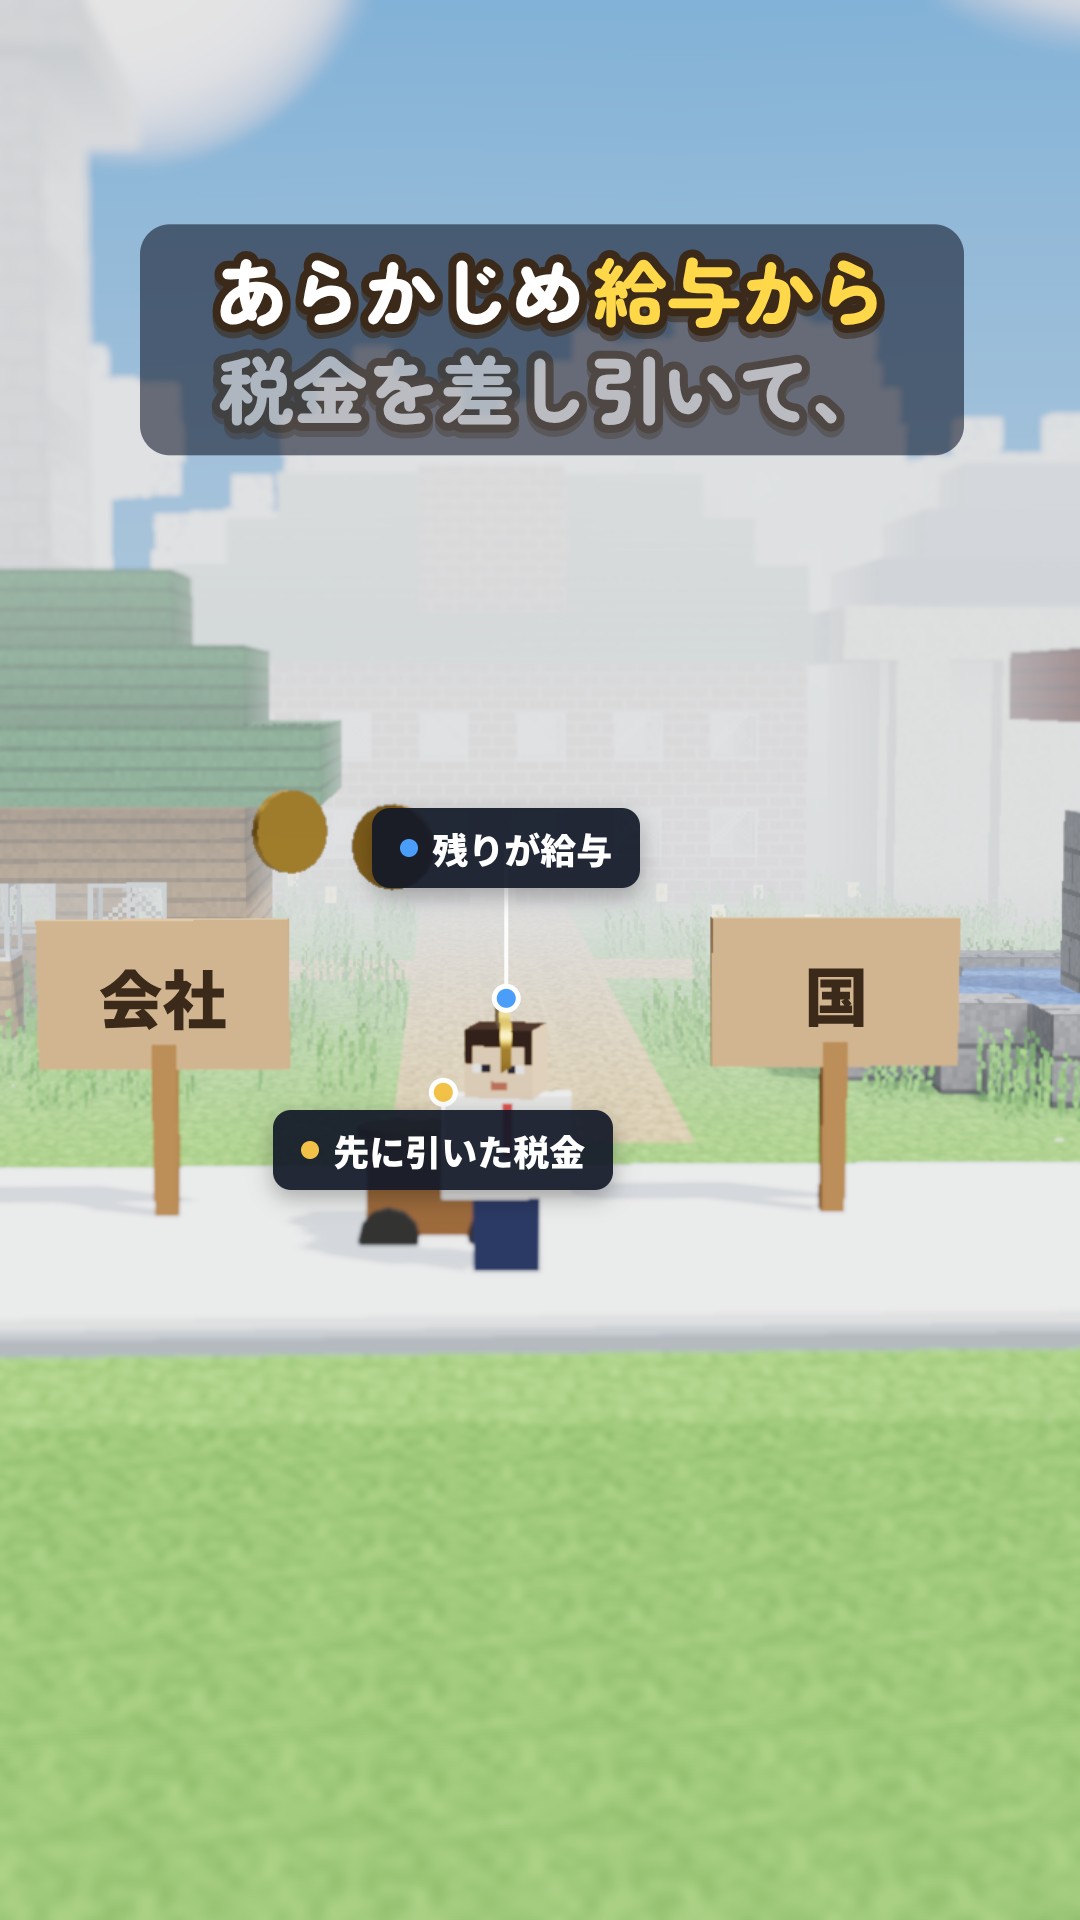 あらかじめ給与から
税金を差し引いて、
残りが給与
会社
国
先に引いた税金